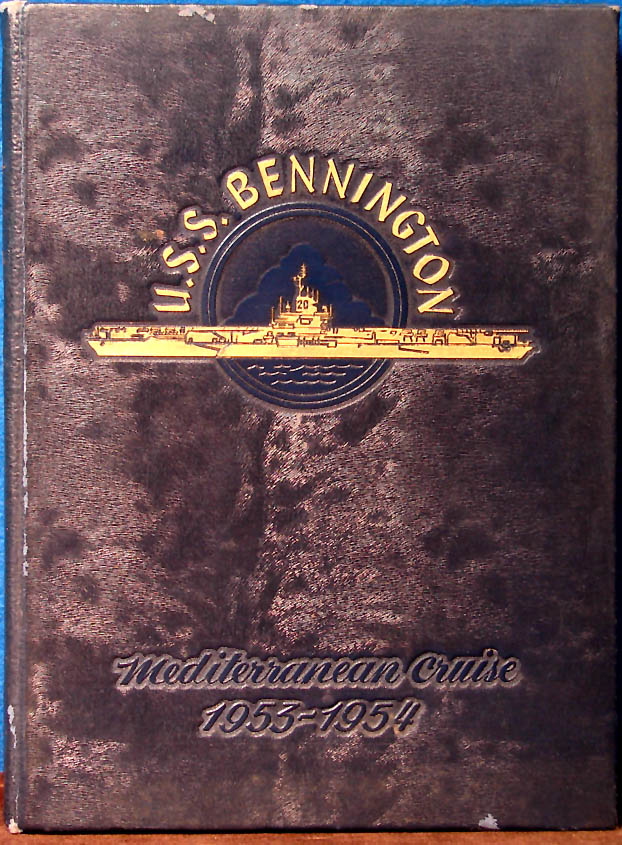 U.S.S. BENNINGTON
20
Mediterranean Cruise
1953-1954